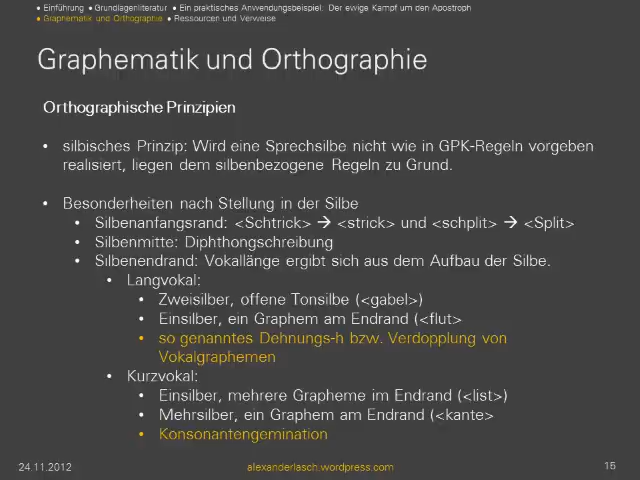 • Einführung • Grundlagenliteratur • Ein praktisches Anwendungsbeispiel: Der ewige Kampf um den Apostroph
• Graphematik und Orthographie • Ressourcen und Verweise
Graphematik und Orthographie
Orthographische Prinzipien
• silbisches Prinzip: Wird eine Sprechsilbe nicht wie in GPK-Regeln vorgeben
realisiert, liegen dem silbenbezogene Regeln zu Grund.
• Besonderheiten nach Stellung in der Silbe
• Silbenanfangsrand: <Schtrick> → <strick> und <schplit> → <Split>
• Silbenmitte: Diphthongschreibung
• Silbenendrand: Vokallänge ergibt sich aus dem Aufbau der Silbe.
• Langvokal:
• Zweisilber, offene Tonsilbe (<gabel>)
• Einsilber, ein Graphem am Endrand (<flut>
• so genanntes Dehnungs-h bzw. Verdopplung von
Vokalgraphemen
• Kurzvokal:
• Einsilber, mehrere Grapheme im Endrand (<list>)
• Mehrsilber, ein Graphem am Endrand (<kante>
• Konsonantengemination
24.11.2012
alexanderlasch.wordpress.com
15